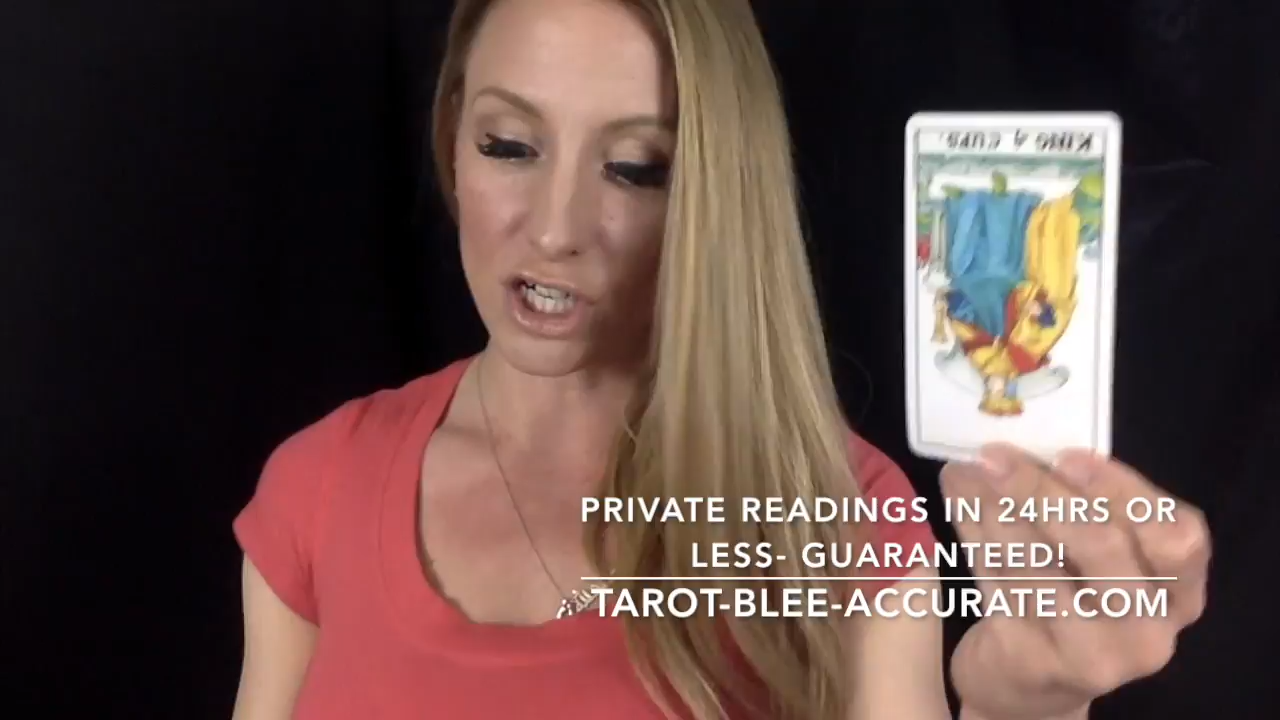 KING of CUPS.
PRIVATE READINGS IN 24HRS OR
LESS- GUARANTEED!
TAROT-BLEE-ACCURATE.COM